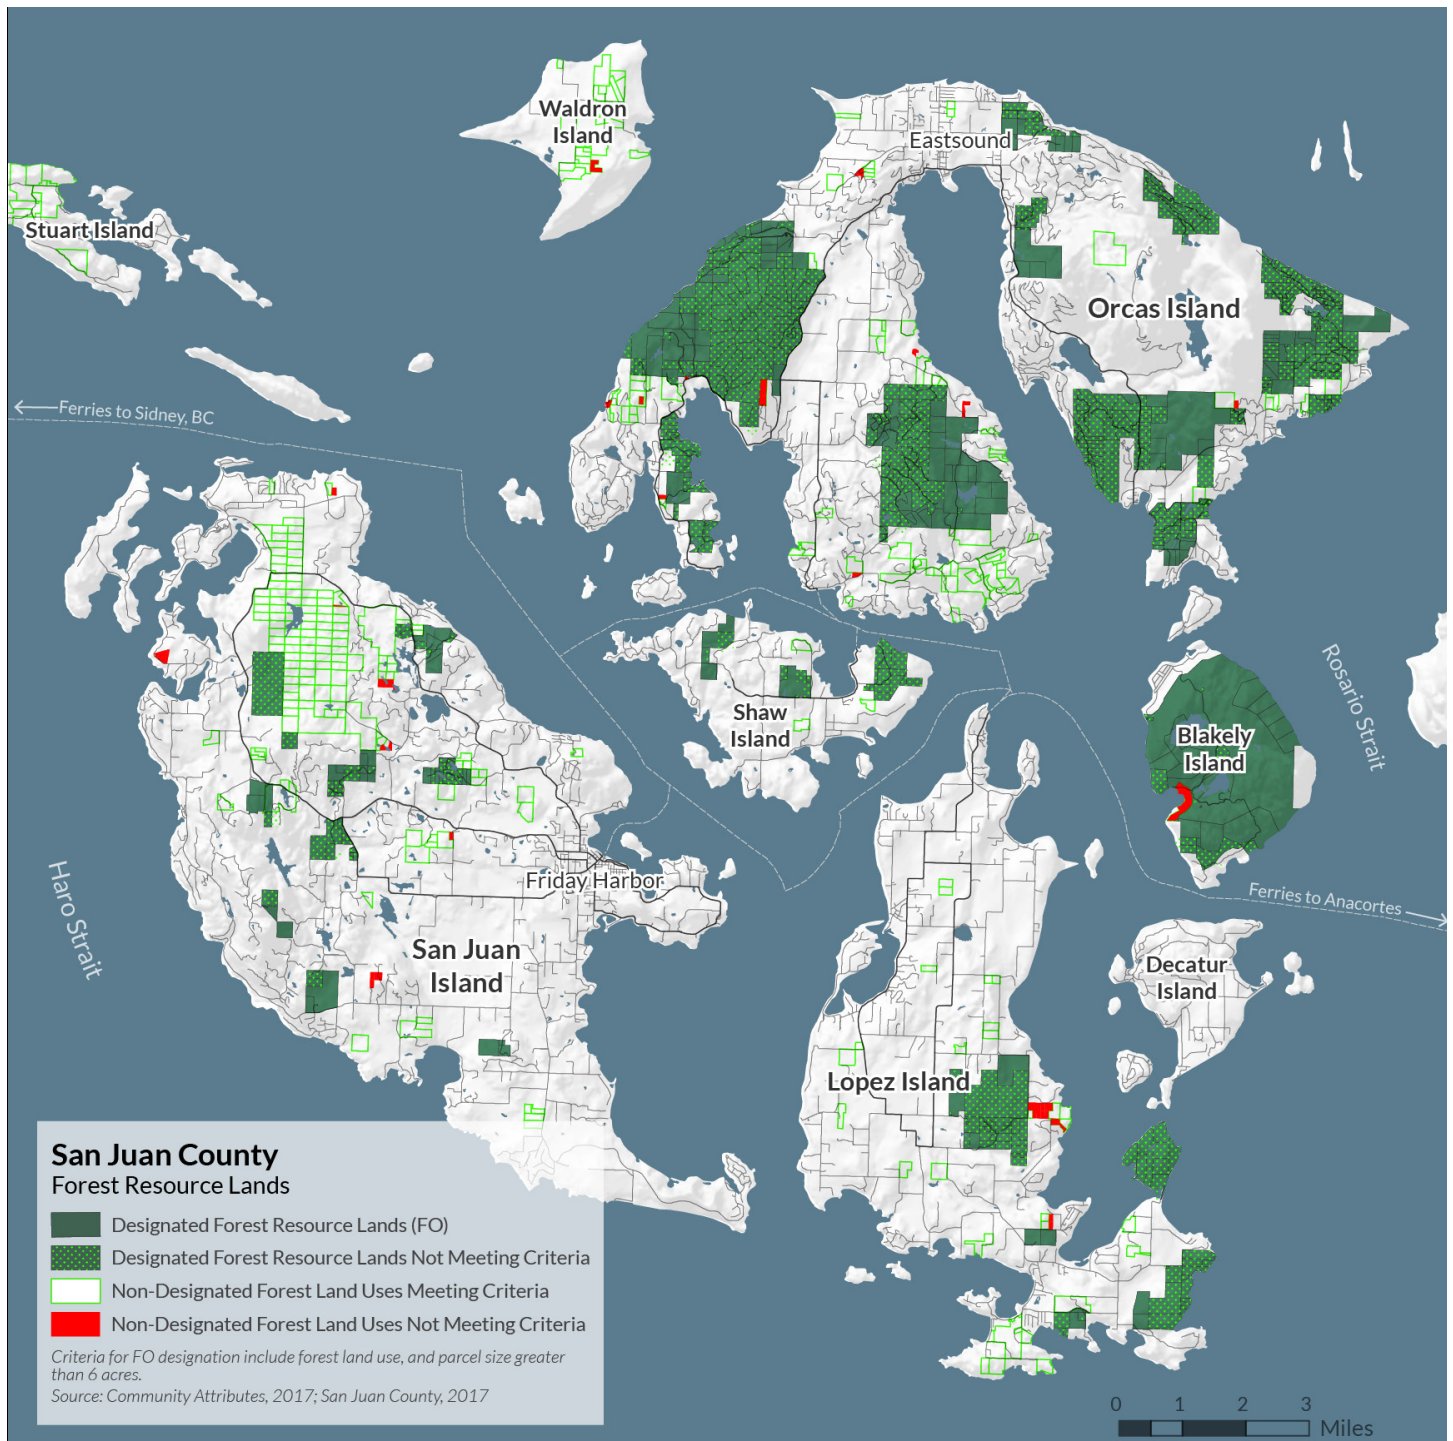 Waldron
Island
Eastsound
Stuart Island
Orcas Island
Ferries to Sidney, BC
Rosario Strait
Shaw
Island
Blakely
Island
Haro Strait
Friday Harbor
Ferries to Anacortes
San Juan
Island
Decatur
Island
Lopez Island
San Juan County
Forest Resource Lands
Designated Forest Resource Lands (FO)
Designated Forest Resource Lands Not Meeting Criteria
Non-Designated Forest Land Uses Meeting Criteria
Non-Designated Forest Land Uses Not Meeting Criteria
Criteria for FO designation include forest land use, and parcel size greater
than 6 acres.
Source: Community Attributes, 2017; San Juan County, 2017
0 1 2 3
Miles